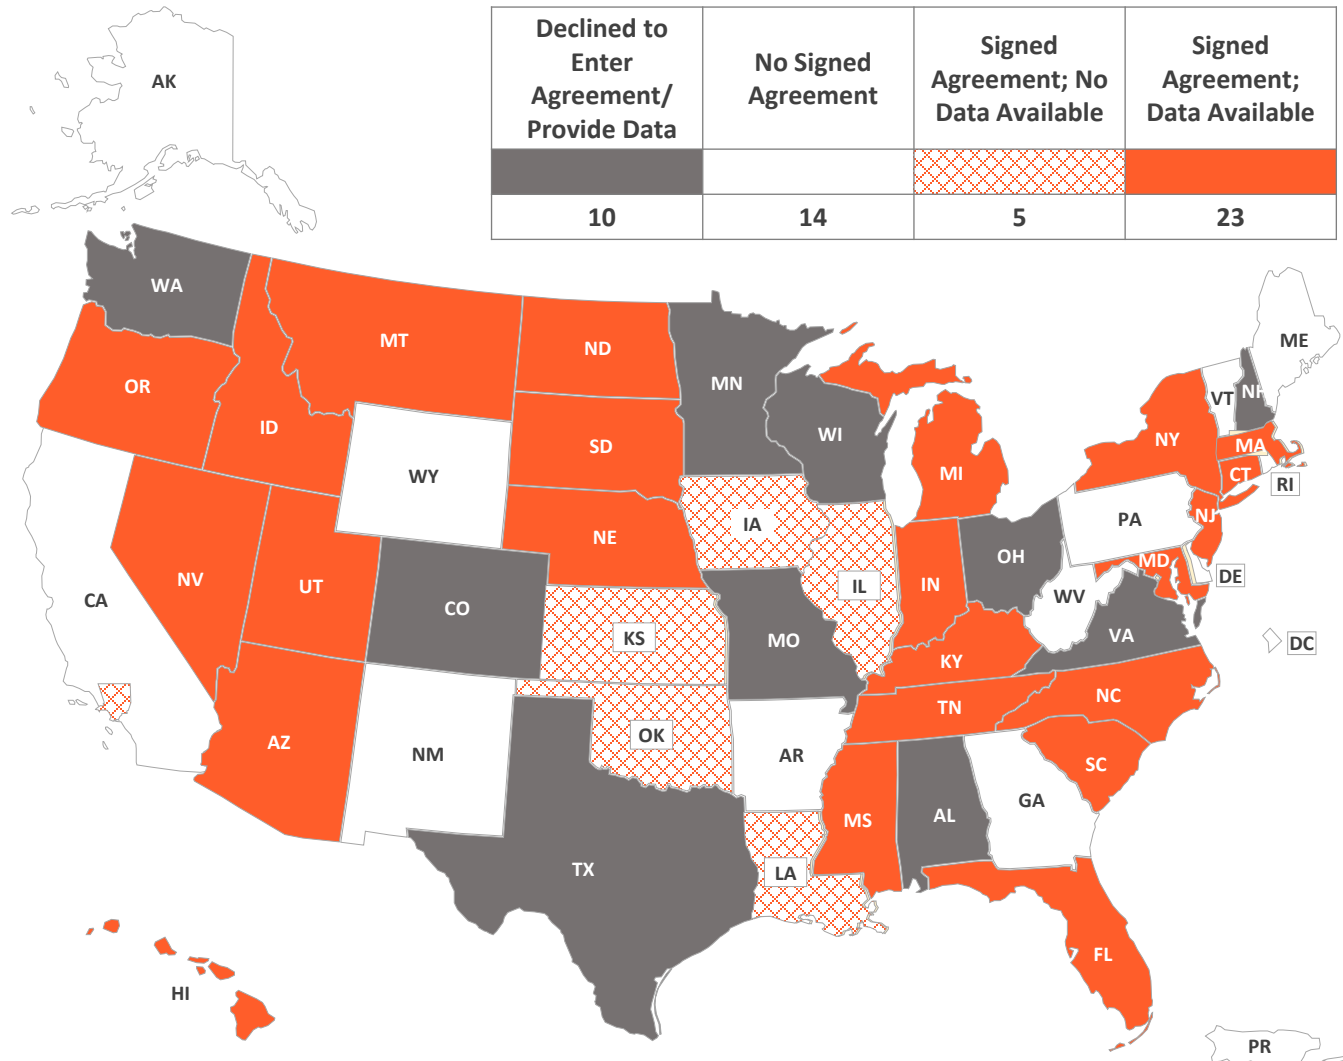 Declined to
Enter
Agreement/
Provide Data
No Signed
Agreement
Signed
Agreement; No
Data Available
Signed
Agreement;
Data Available
10
14
5
23
AK
WA
ME
MT
ND
OR
MN
VT
NH
ID
SD
WI
NY
MA
WY
MI
CT
RI
IA
PA
NJ
NE
OH
MD
NV
UT
IL
IN
DE
CA
CO
WV
KS
MO
VA
DC
KY
NC
TN
AZ
OK
NM
AR
SC
GA
MS
AL
TX
LA
FL
HI
PR